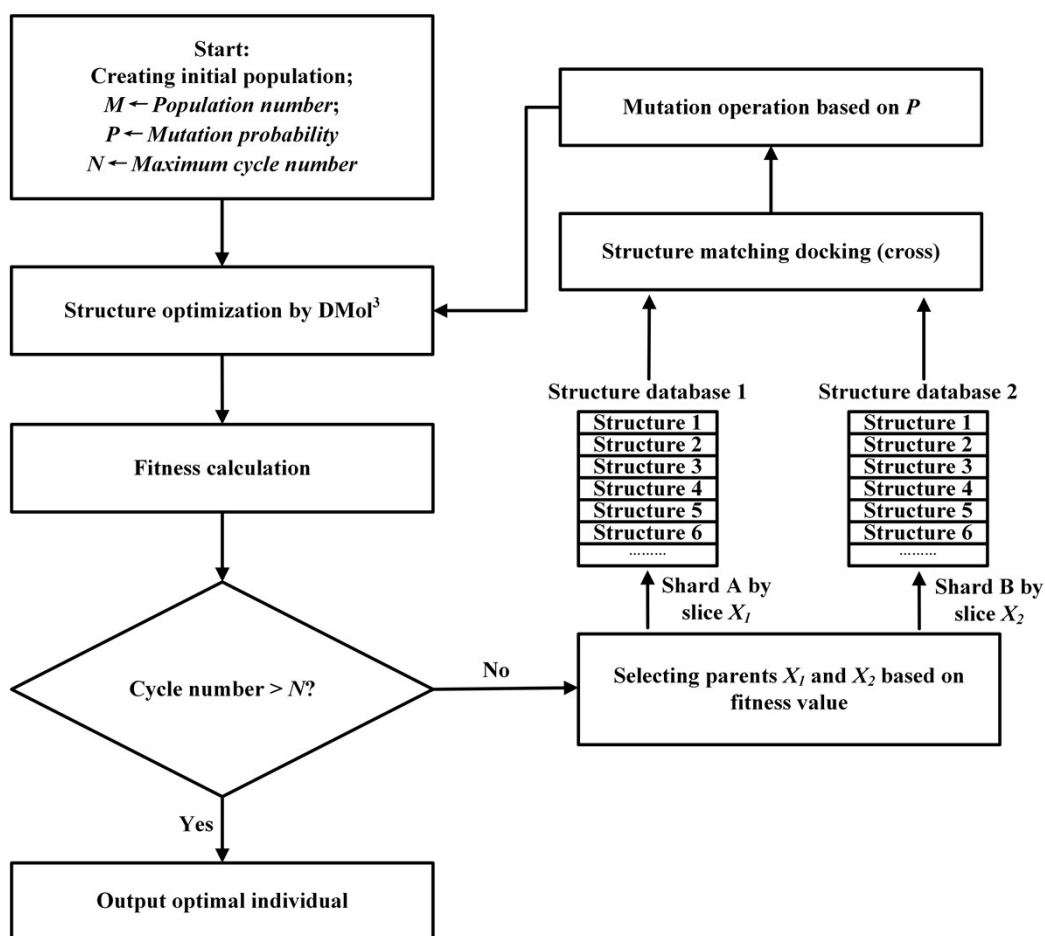 Start:
Creating initial population;
M ← Population number;
P ← Mutation probability
N ← Maximum cycle number
Structure optimization by DMol³
Fitness calculation
Cycle number > N?
Yes
Output optimal individual
No
Selecting parents X₁ and X₂ based on
fitness value
Shard A by
slice X₁
Shard B by
slice X₂
Structure database 1
Structure 1
Structure 2
Structure 3
Structure 4
Structure 5
Structure 6
.........
Structure database 2
Structure 1
Structure 2
Structure 3
Structure 4
Structure 5
Structure 6
.........
Structure matching docking (cross)
Mutation operation based on P